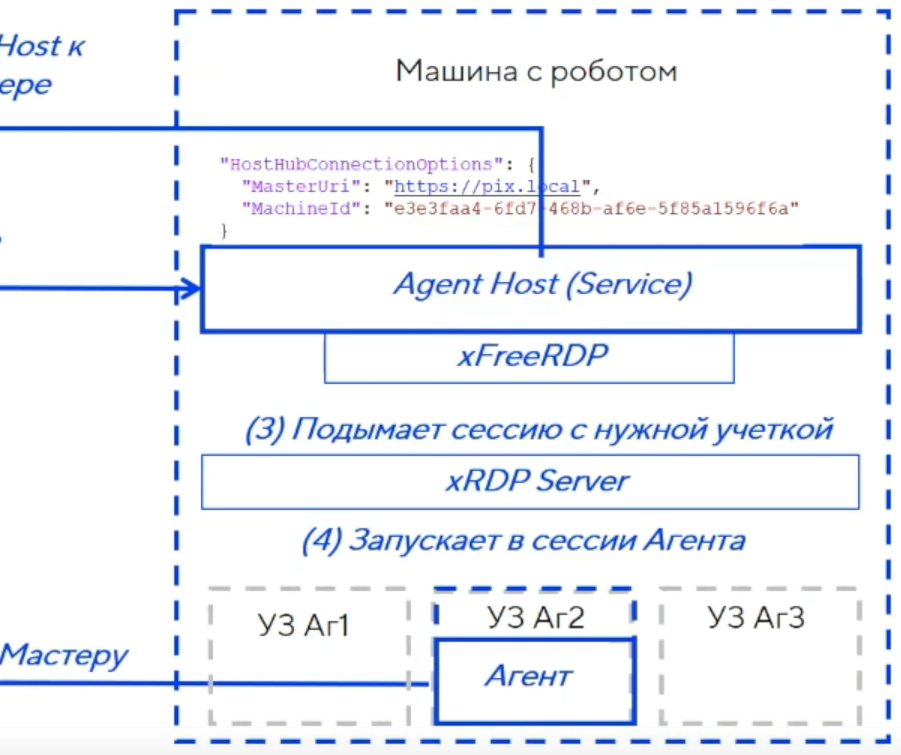 Host к
ере
Машина с роботом
"HostHubConnectionOptions": {
"MasterUri": "https://pix.local",
"MachineId": "e3e3faa4-6fd7-468b-af6e-5f85a1596f6a"
}
Agent Host (Service)
xFreeRDP
(3) Подымает сессию с нужной учеткой
xRDP Server
(4) Запускает в сессии Агента
УЗ Аг1
УЗ Аг2
УЗ Аг3
Мастеру
Агент